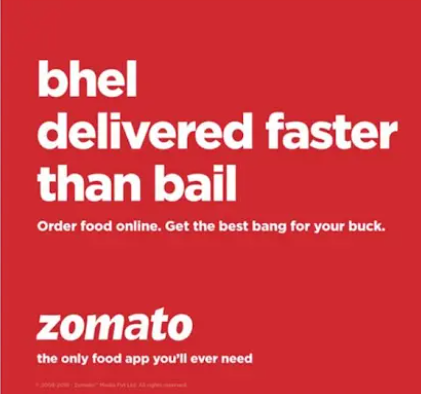 bhel
delivered faster
than bail
Order food online. Get the best bang for your buck.
zomato
the only food app you'll ever need